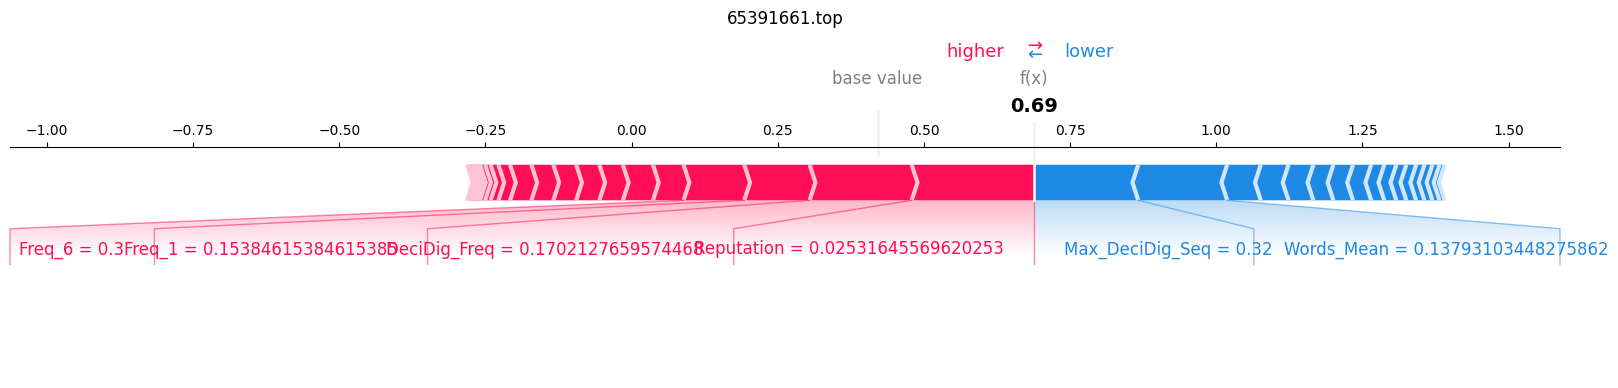 65391661.top
higher ⇄ lower
base value f(x)
0.69
−1.00 −0.75 −0.50 −0.25 0.00 0.25 0.50 0.75 1.00 1.25 1.50
Freq_6 = 0.3 Freq_1 = 0.15384615384615385 DeciDig_Freq = 0.1702127659574468 Reputation = 0.02531645569620253 Max_DeciDig_Seq = 0.32 Words_Mean = 0.13793103448275862